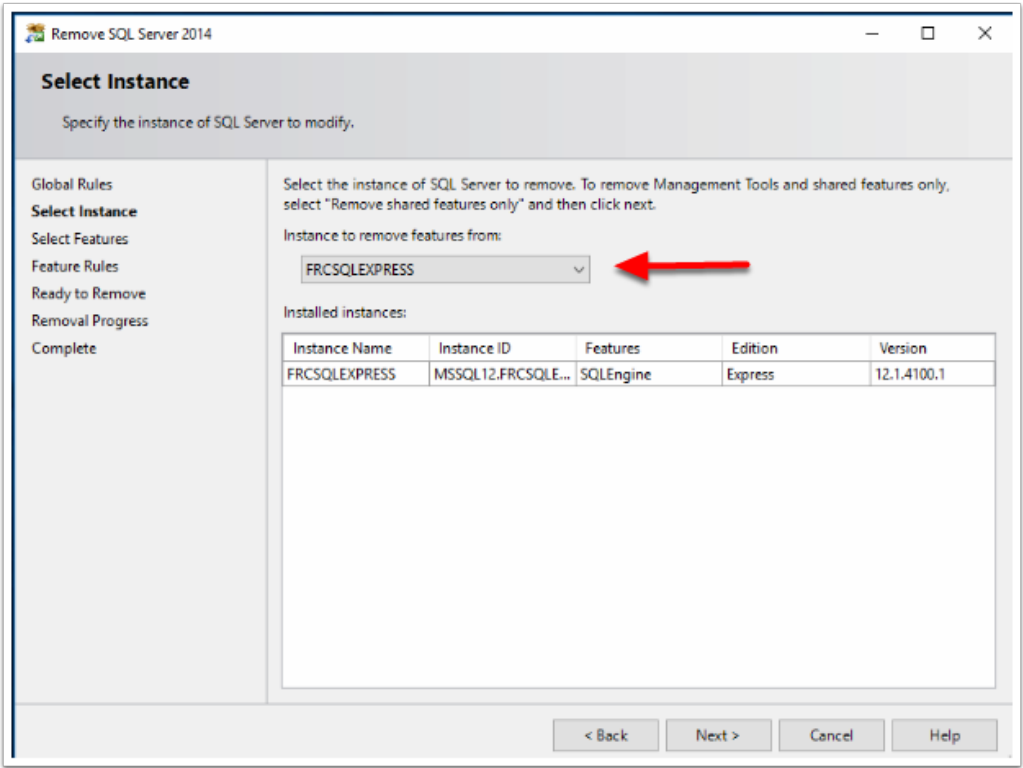 Remove SQL Server 2014
Select Instance
Specify the instance of SQL Server to modify.
Global Rules
Select Instance
Select Features
Feature Rules
Ready to Remove
Removal Progress
Complete
Select the instance of SQL Server to remove. To remove Management Tools and shared features only,
select "Remove shared features only" and then click next.
Instance to remove features from:
FRCSQLEXPRESS
Installed instances:
Instance Name Instance ID Features Edition Version
FRCSQLEXPRESS MSSQL12.FRCSQLE... SQLEngine Express 12.1.4100.1
< Back Next > Cancel Help